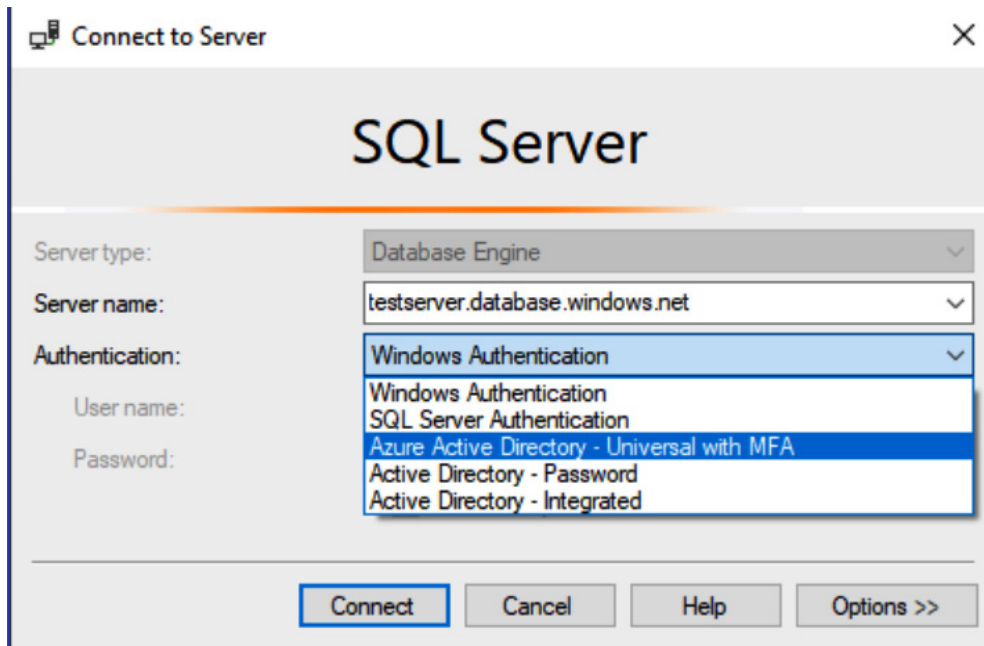 Connect to Server
SQL Server
Server type: Database Engine
Server name: testserver.database.windows.net
Authentication: Windows Authentication
Windows Authentication
User name: SQL Server Authentication
Azure Active Directory - Universal with MFA
Password: Active Directory - Password
Active Directory - Integrated
Connect Cancel Help Options >>